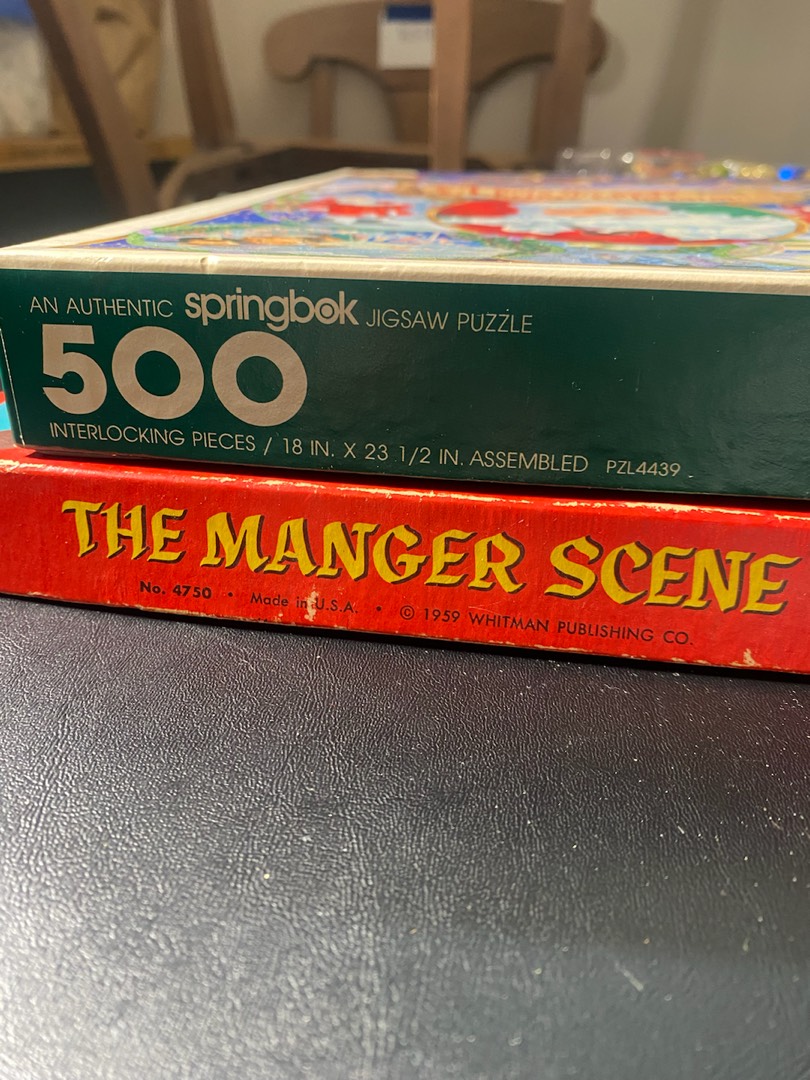 AN AUTHENTIC springbok JIGSAW PUZZLE
500
INTERLOCKING PIECES / 18 IN. X 23 1/2 IN. ASSEMBLED PZL4439
THE MANGER SCENE
No. 4750 • Made in U.S.A. • © 1959 WHITMAN PUBLISHING CO.